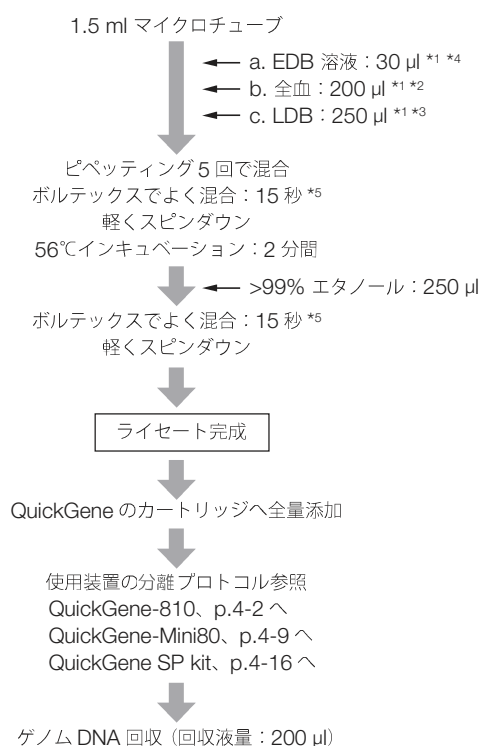 1.5 ml マイクロチューブ
a. EDB 溶液：30 µl *1 *4
b. 全血：200 µl *1 *2
c. LDB：250 µl *1 *3
ピペッティング 5 回で混合
ボルテックスでよく混合：15 秒 *5
軽くスピンダウン
56℃インキュベーション：2 分間
>99% エタノール：250 µl
ボルテックスでよく混合：15 秒 *5
軽くスピンダウン
ライセート完成
QuickGene のカートリッジへ全量添加
使用装置の分離プロトコル参照
QuickGene-810、p.4-2 へ
QuickGene-Mini80、p.4-9 へ
QuickGene SP kit、p.4-16 へ
ゲノム DNA 回収（回収液量：200 µl）